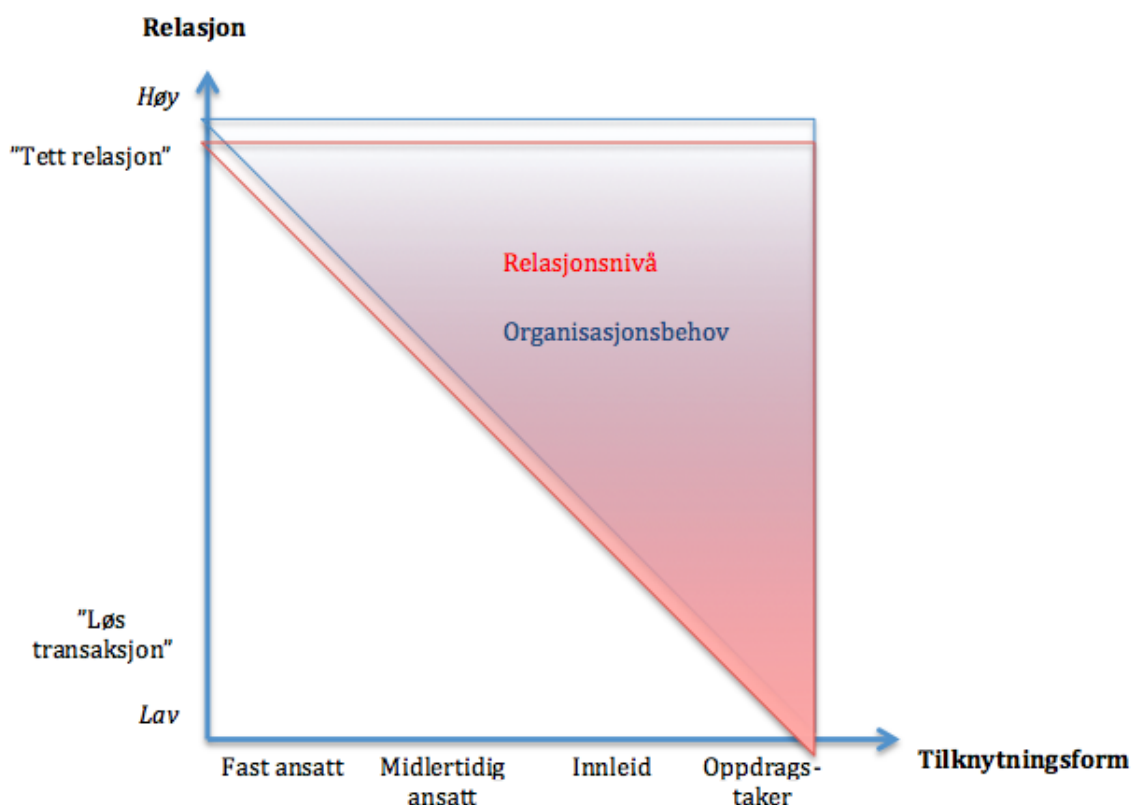 Relasjon
Høy
"Tett relasjon"
Relasjonsnivå
Organisasjonsbehov
"Løs
transaksjon"
Lav
Fast ansatt
Midlertidig
ansatt
Innleid
Oppdrags-
taker
Tilknytningsform